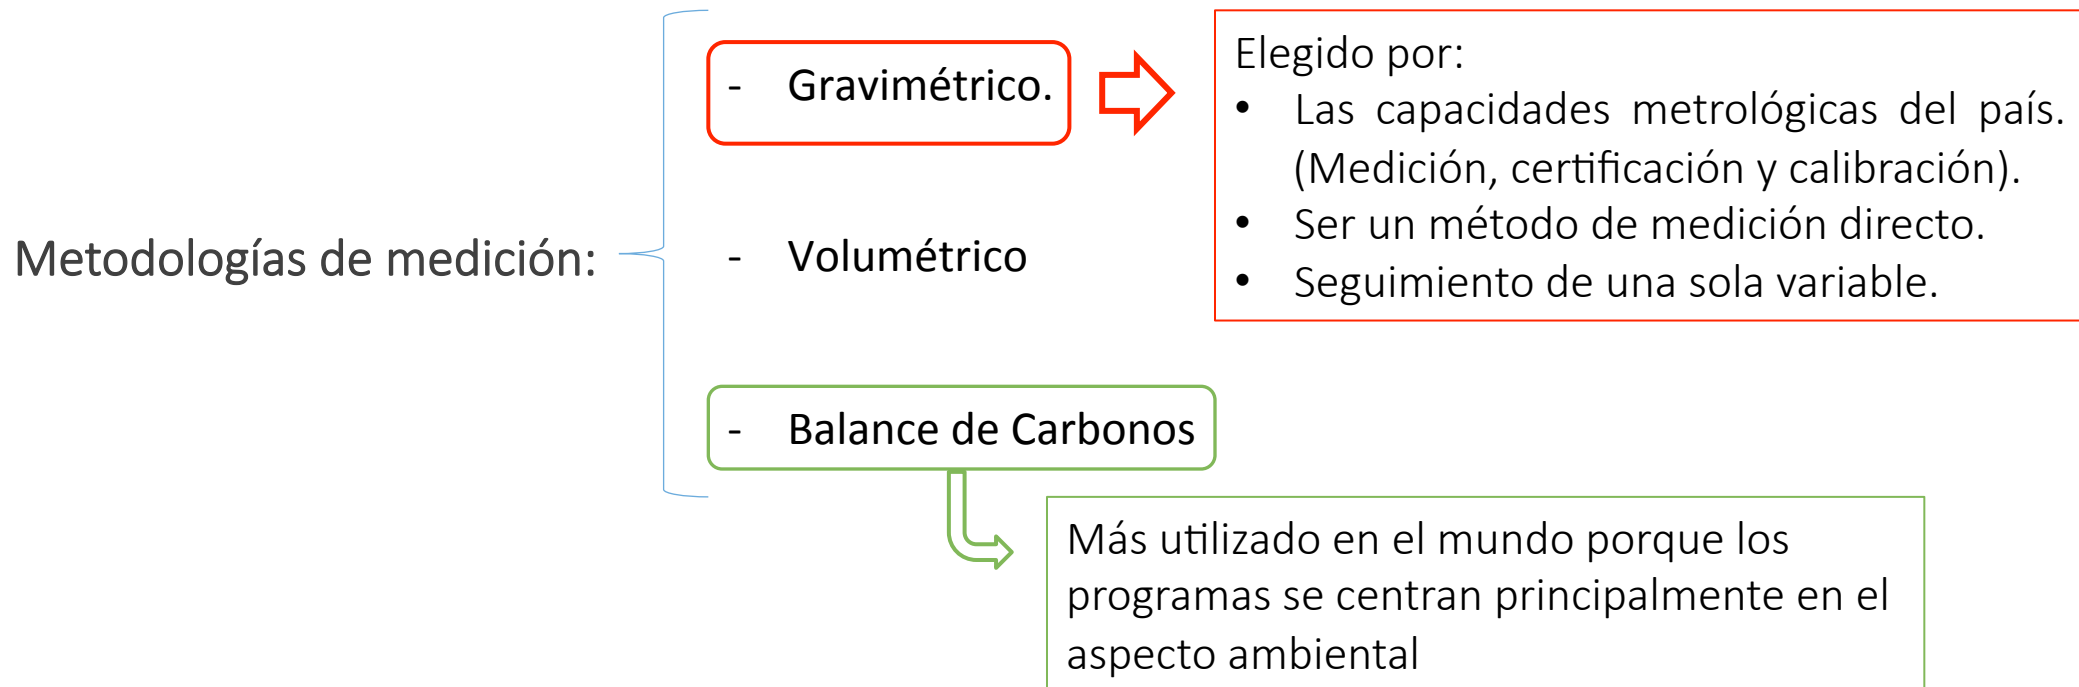 Metodologías de medición:
- Gravimétrico.
- Volumétrico
- Balance de Carbonos
Elegido por:
• Las capacidades metrológicas del país.
(Medición, certificación y calibración).
• Ser un método de medición directo.
• Seguimiento de una sola variable.
Más utilizado en el mundo porque los
programas se centran principalmente en el
aspecto ambiental